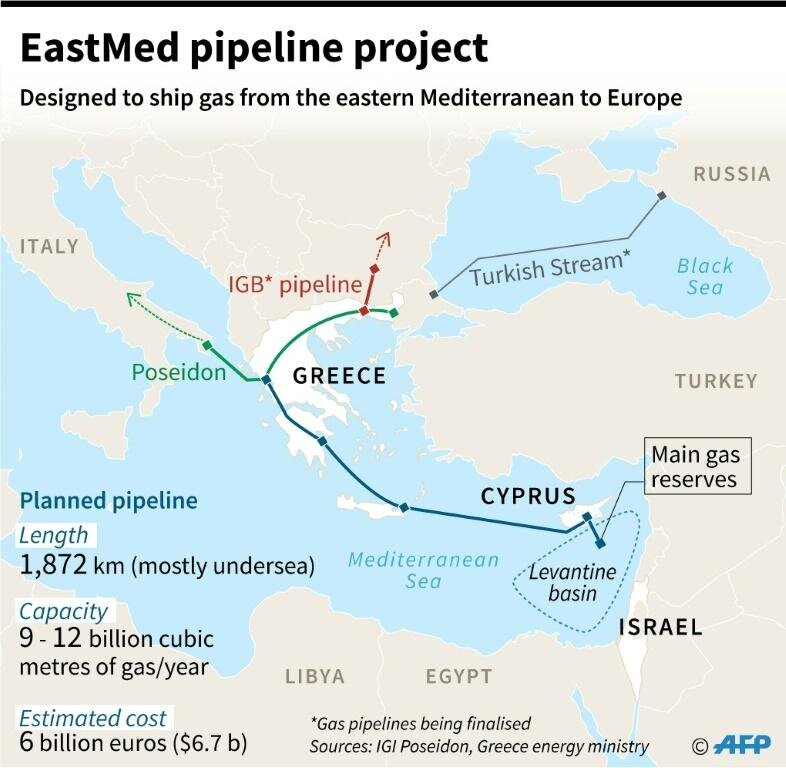 EastMed pipeline project
Designed to ship gas from the eastern Mediterranean to Europe
RUSSIA
ITALY
IGB* pipeline
Turkish Stream*
Black
Sea
Poseidon
GREECE
TURKEY
Main gas
reserves
CYPRUS
Planned pipeline
Length
1,872 km (mostly undersea)
Mediterranean
Sea
Levantine
basin
Capacity
9 - 12 billion cubic
metres of gas/year
ISRAEL
LIBYA
EGYPT
Estimated cost
6 billion euros ($6.7 b)
*Gas pipelines being finalised
Sources: IGI Poseidon, Greece energy ministry
© AFP